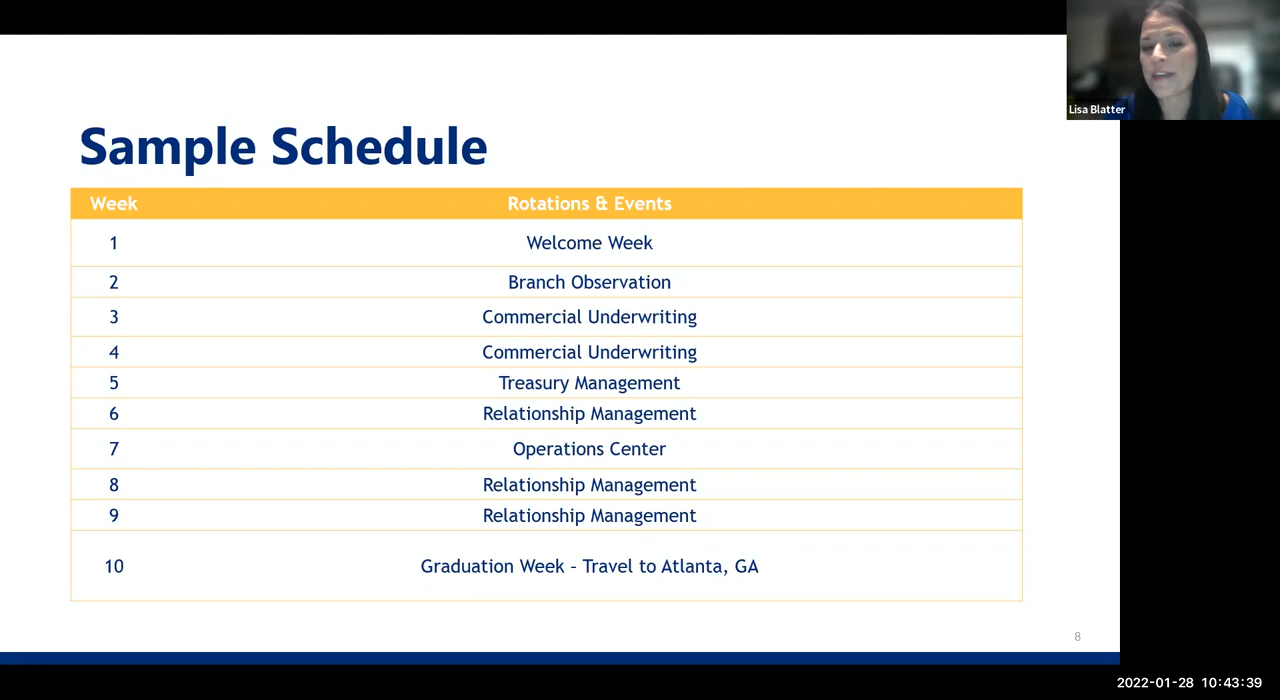 Lisa Blatter
Sample Schedule
Week Rotations & Events
1 Welcome Week
2 Branch Observation
3 Commercial Underwriting
4 Commercial Underwriting
5 Treasury Management
6 Relationship Management
7 Operations Center
8 Relationship Management
9 Relationship Management
10 Graduation Week – Travel to Atlanta, GA
8
2022-01-28 10:43:39